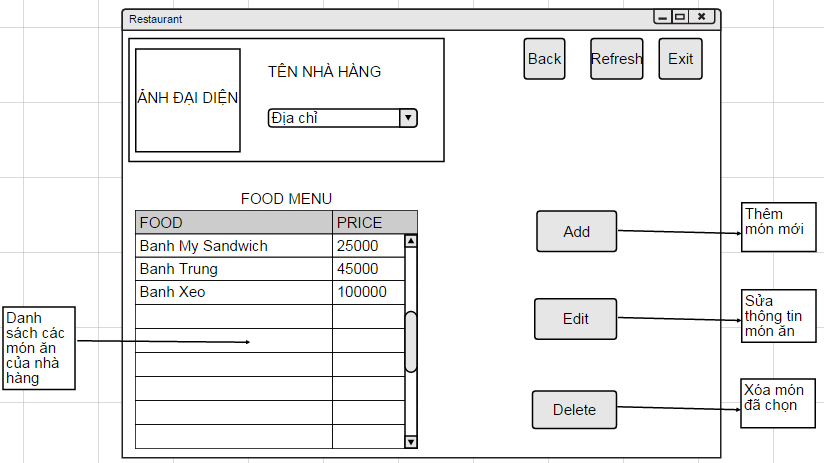 Restaurant
TÊN NHÀ HÀNG
ẢNH ĐẠI DIỆN
Địa chỉ
Back
Refresh
Exit
FOOD MENU
FOOD PRICE
Banh My Sandwich 25000
Banh Trung 45000
Banh Xeo 100000
Add
Thêm
món mới
Edit
Sửa
thông tin
món ăn
Delete
Xóa món
đã chọn
Danh
sách các
món ăn
của nhà
hàng